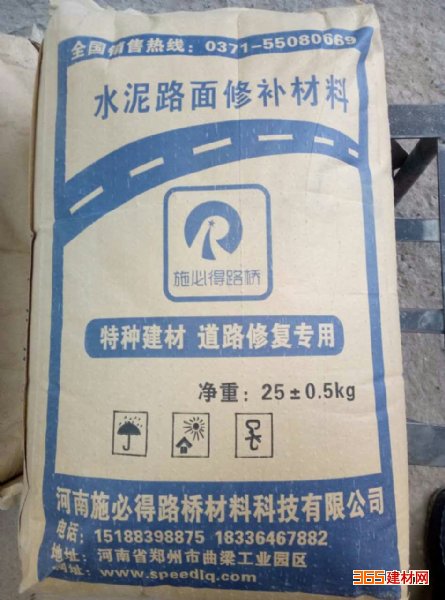 全国销售热线：0371-55080669
水泥路面修补材料
R
施必得路桥
特种建材 道路修复专用
净重：25±0.5kg
河南施必得路桥材料科技有限公司
电话：15188398875 18336467882
地址：河南省郑州市曲梁工业园区
网址：www.speedlq.com
365建材网